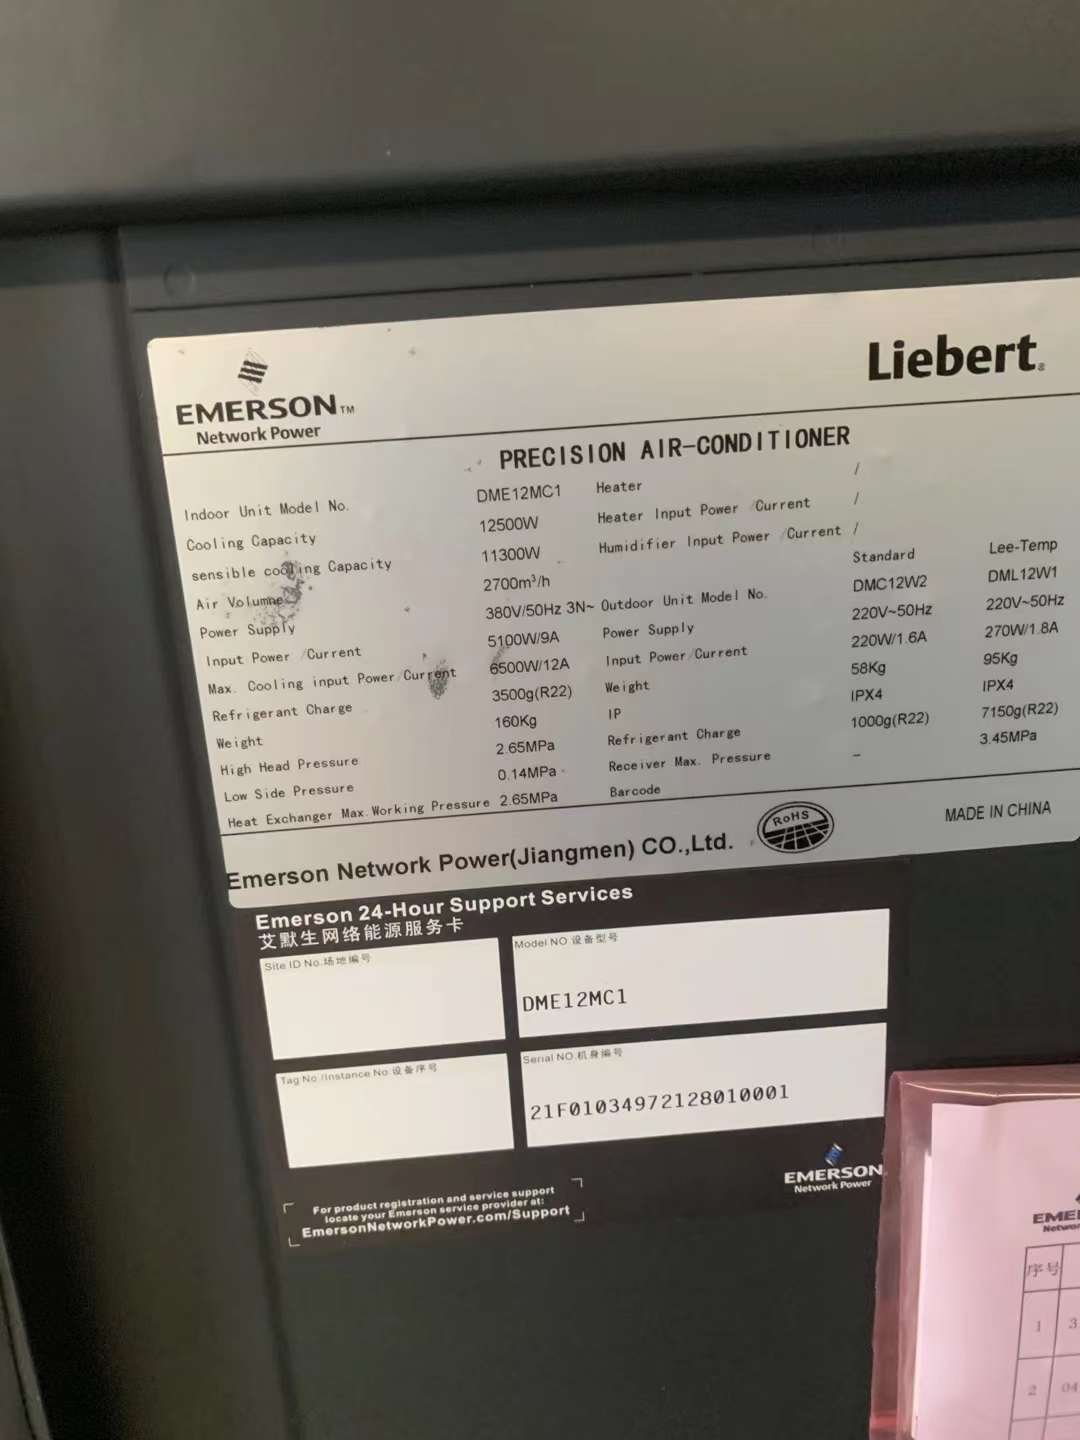 EMERSON™
Network Power
Liebert®
PRECISION AIR-CONDITIONER
Indoor Unit Model No. DME12MC1
Cooling Capacity 12500W
sensible cooling Capacity 11300W
Air Volumne 2700m³/h
Power Supply 380V/50Hz 3N~
Input Power /Current 5100W/9A
Max. Cooling input Power/Current 6500W/12A
Refrigerant Charge 3500g(R22)
Weight 160Kg
High Head Pressure 2.65MPa
Low Side Pressure 0.14MPa
Heat Exchanger Max.Working Pressure 2.65MPa
Heater /
Heater Input Power /Current /
Humidifier Input Power /Current /
Standard Lee-Temp
Outdoor Unit Model No. DMC12W2 DML12W1
Power Supply 220V~50Hz 220V~50Hz
Input Power/Current 220W/1.6A 270W/1.8A
Weight 58Kg 95Kg
IP IPX4 IPX4
Refrigerant Charge 1000g(R22) 7150g(R22)
Receiver Max. Pressure – 3.45MPa
Barcode
Emerson Network Power(Jiangmen) CO.,Ltd.
RoHS
MADE IN CHINA
Emerson 24-Hour Support Services
艾默生网络能源服务卡
Site ID No.场地编号
Model NO.设备型号
DME12MC1
Tag No./Instance No.设备序号
Serial NO.机身编号
21F01034972128010001
For product registration and service support
locate your Emerson service provider at:
EmersonNetworkPower.com/Support
EMERSON
Network Power
序号
1 3
2 04